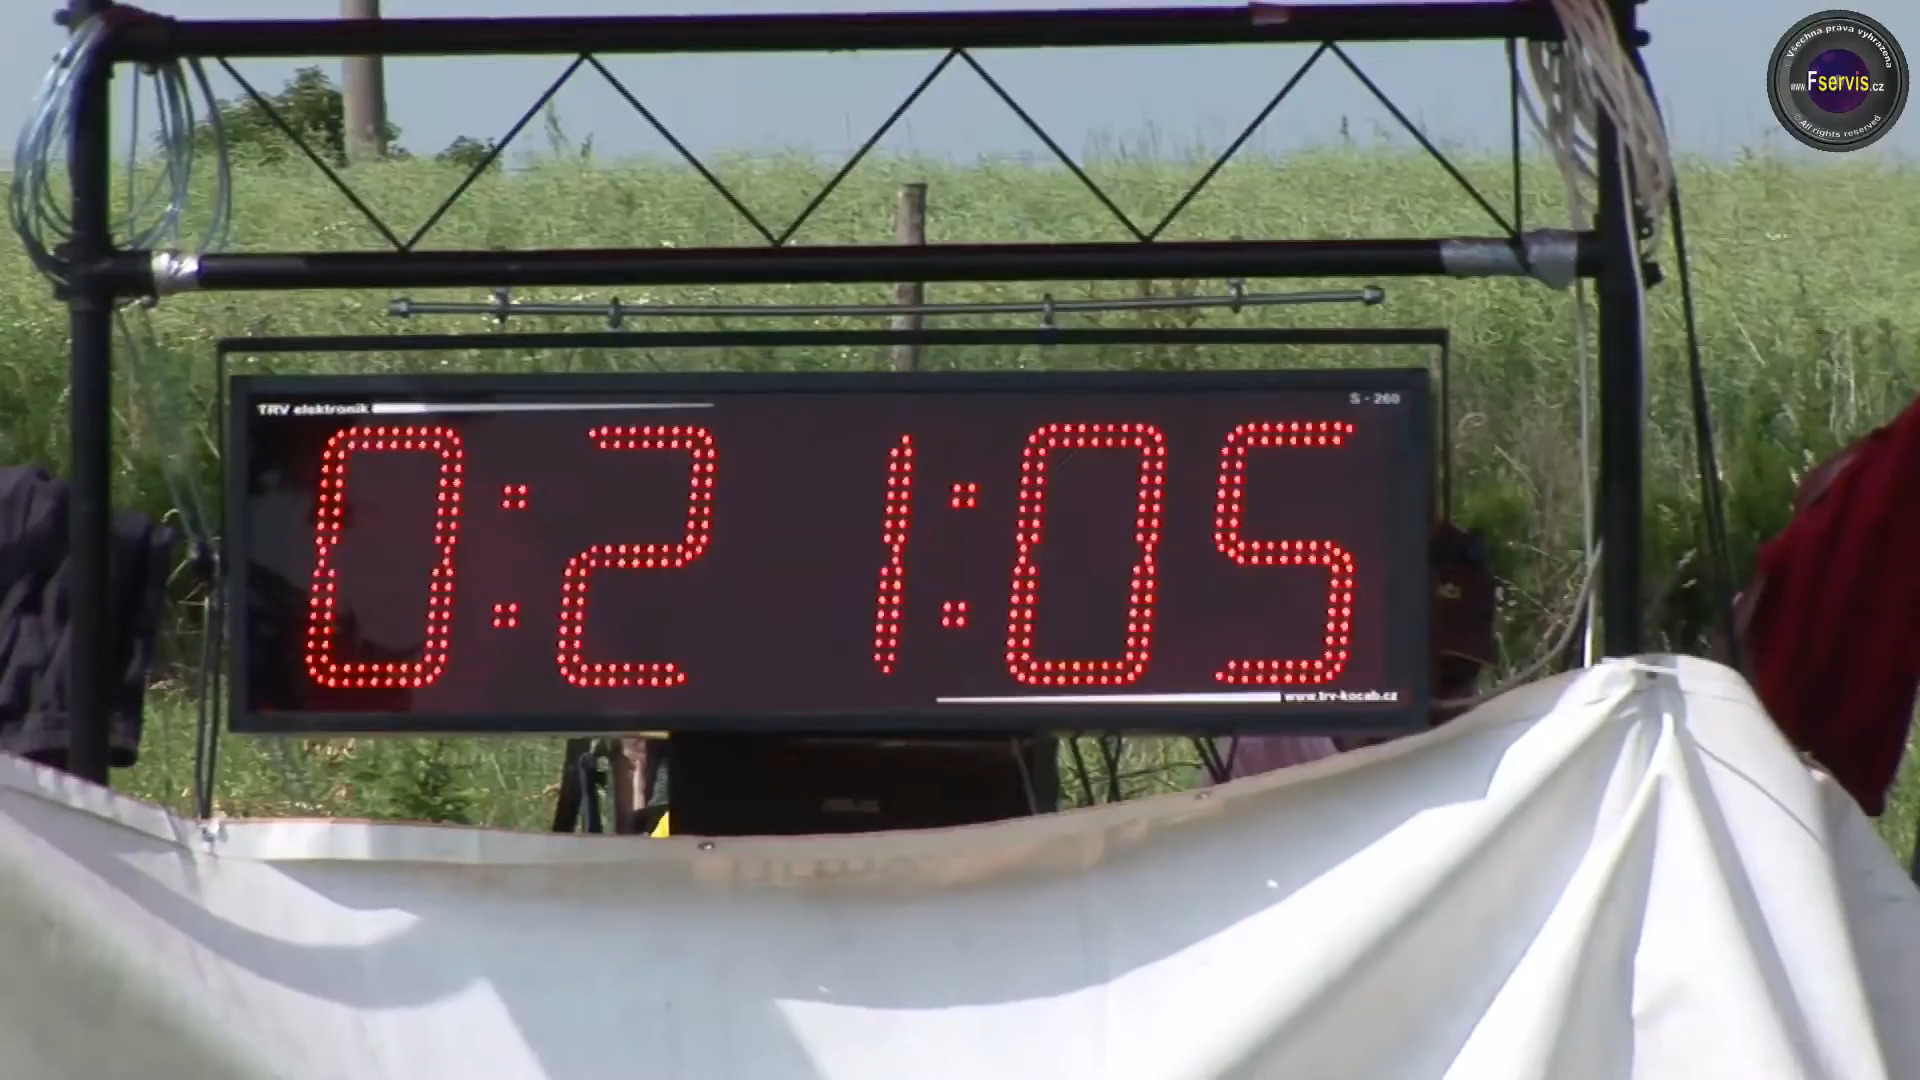 © Všechna práva vyhrazena
www.Fservis.cz
©All rights reserved
TRV elektronik
S - 260
0:21:05
www.trv-kocab.cz